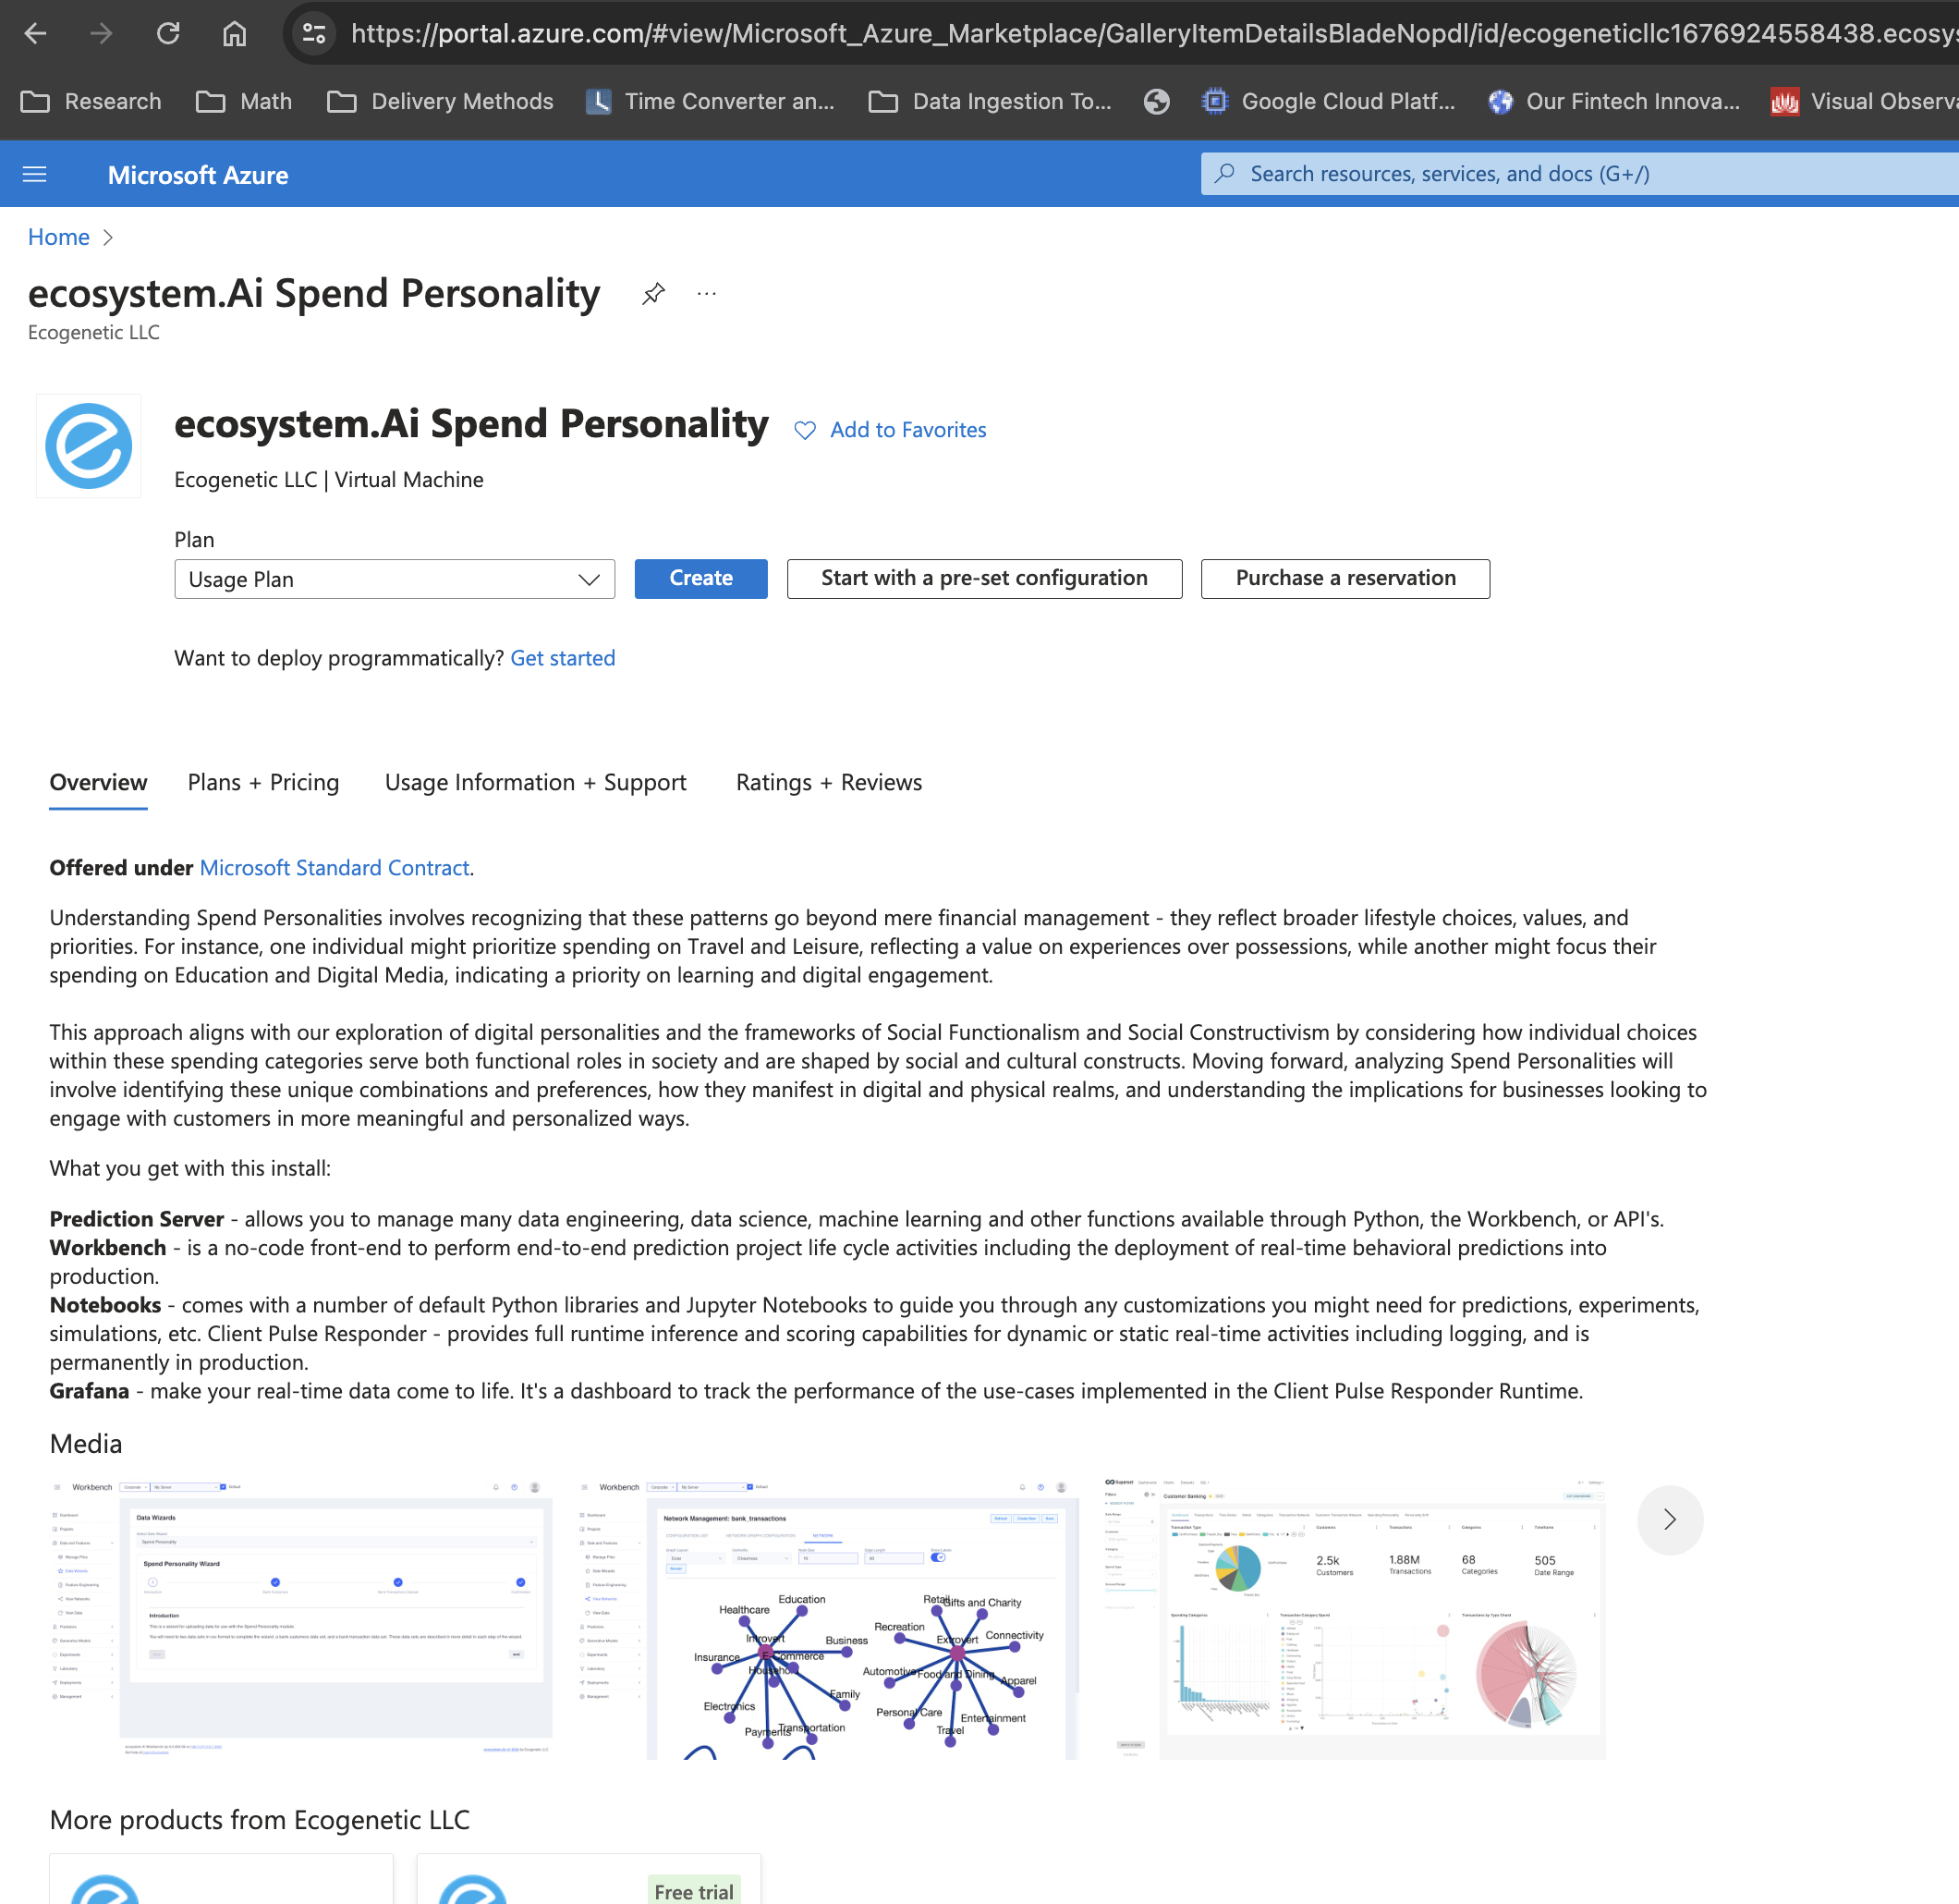 https://portal.azure.com/#view/Microsoft_Azure_Marketplace/GalleryItemDetailsBladeNopdl/id/ecogeneticllc1676924558438.ecosys
Research Math Delivery Methods Time Converter an... Data Ingestion To... Google Cloud Platf... Our Fintech Innova... Visual Observa
Microsoft Azure Search resources, services, and docs (G+/)
Home >
ecosystem.Ai Spend Personality ...
Ecogenetic LLC
ecosystem.Ai Spend Personality Add to Favorites
Ecogenetic LLC | Virtual Machine
Plan
Usage Plan Create Start with a pre-set configuration Purchase a reservation
Want to deploy programmatically? Get started
Overview Plans + Pricing Usage Information + Support Ratings + Reviews
Offered under Microsoft Standard Contract.
Understanding Spend Personalities involves recognizing that these patterns go beyond mere financial management - they reflect broader lifestyle choices, values, and
priorities. For instance, one individual might prioritize spending on Travel and Leisure, reflecting a value on experiences over possessions, while another might focus their
spending on Education and Digital Media, indicating a priority on learning and digital engagement.
This approach aligns with our exploration of digital personalities and the frameworks of Social Functionalism and Social Constructivism by considering how individual choices
within these spending categories serve both functional roles in society and are shaped by social and cultural constructs. Moving forward, analyzing Spend Personalities will
involve identifying these unique combinations and preferences, how they manifest in digital and physical realms, and understanding the implications for businesses looking to
engage with customers in more meaningful and personalized ways.
What you get with this install:
Prediction Server - allows you to manage many data engineering, data science, machine learning and other functions available through Python, the Workbench, or API's.
Workbench - is a no-code front-end to perform end-to-end prediction project life cycle activities including the deployment of real-time behavioral predictions into
production.
Notebooks - comes with a number of default Python libraries and Jupyter Notebooks to guide you through any customizations you might need for predictions, experiments,
simulations, etc. Client Pulse Responder - provides full runtime inference and scoring capabilities for dynamic or static real-time activities including logging, and is
permanently in production.
Grafana - make your real-time data come to life. It's a dashboard to track the performance of the use-cases implemented in the Client Pulse Responder Runtime.
Media
Workbench
Data Wizards
Spend Personality Wizard
Introduction
Workbench
Network Management: bank_transactions
Healthcare
Education
Introvert
Business
Insurance
E-Commerce
Household
Electronics
Family
Payments
Transportation
Retail
Gifts and Charity
Recreation
Extrovert
Connectivity
Automotive
Food and Dining
Apparel
Personal Care
Entertainment
Travel
Superset
Customer Banking
2.5k
Customers
1.88M
Transactions
68
Categories
505
Date Range
More products from Ecogenetic LLC
Free trial